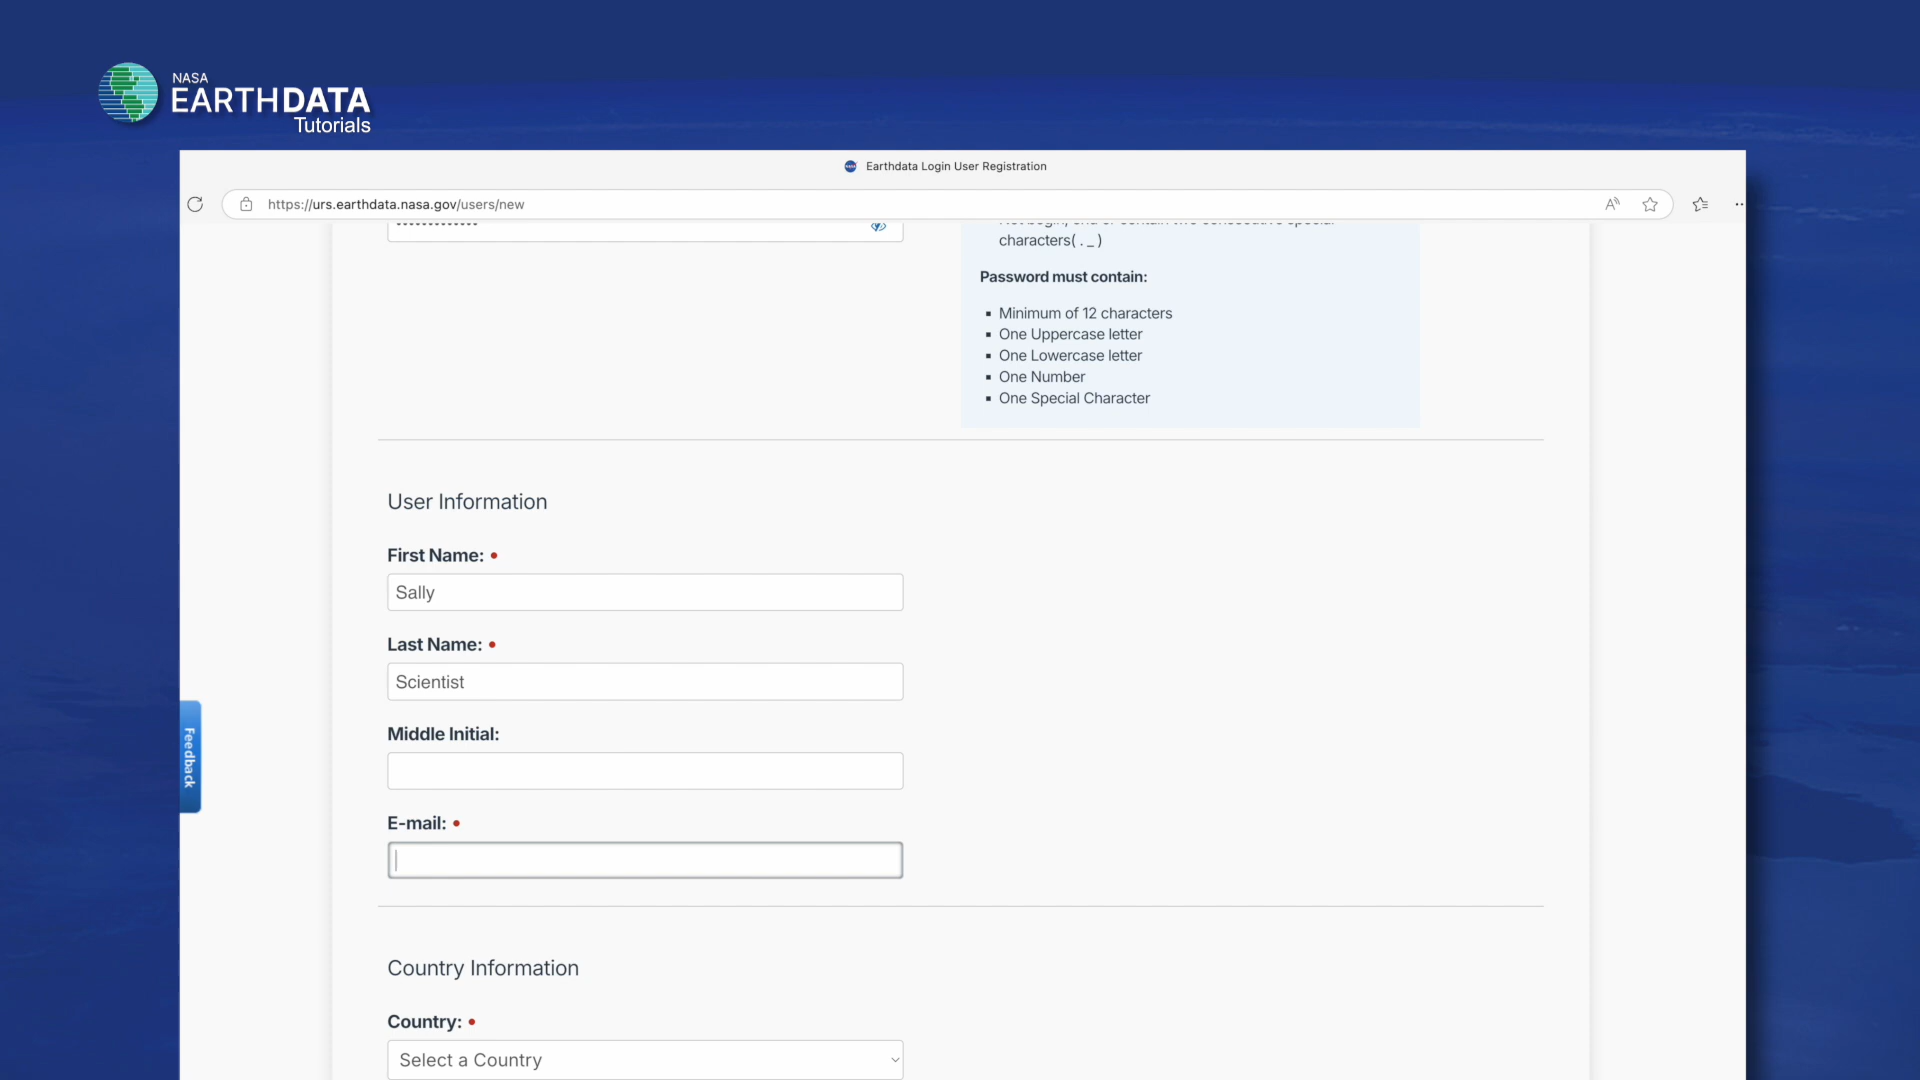 NASA
EARTHDATA
Tutorials
Earthdata Login User Registration
https://urs.earthdata.nasa.gov/users/new
characters( . _ )
Password must contain:
Minimum of 12 characters
One Uppercase letter
One Lowercase letter
One Number
One Special Character
User Information
First Name:
Sally
Last Name:
Scientist
Middle Initial:
Feedback
E-mail:
Country Information
Country:
Select a Country